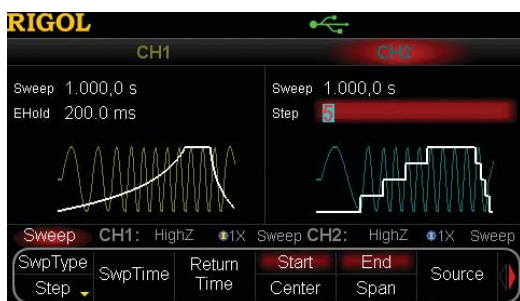 RIGOL
CH1 CH2
Sweep 1.000,0 s Sweep 1.000,0 s
EHold 200.0 ms Step 5
Sweep CH1: HighZ 1X Sweep CH2: HighZ 1X Sweep
SwpType SwpTime Return Start End Source
Step Time Center Span